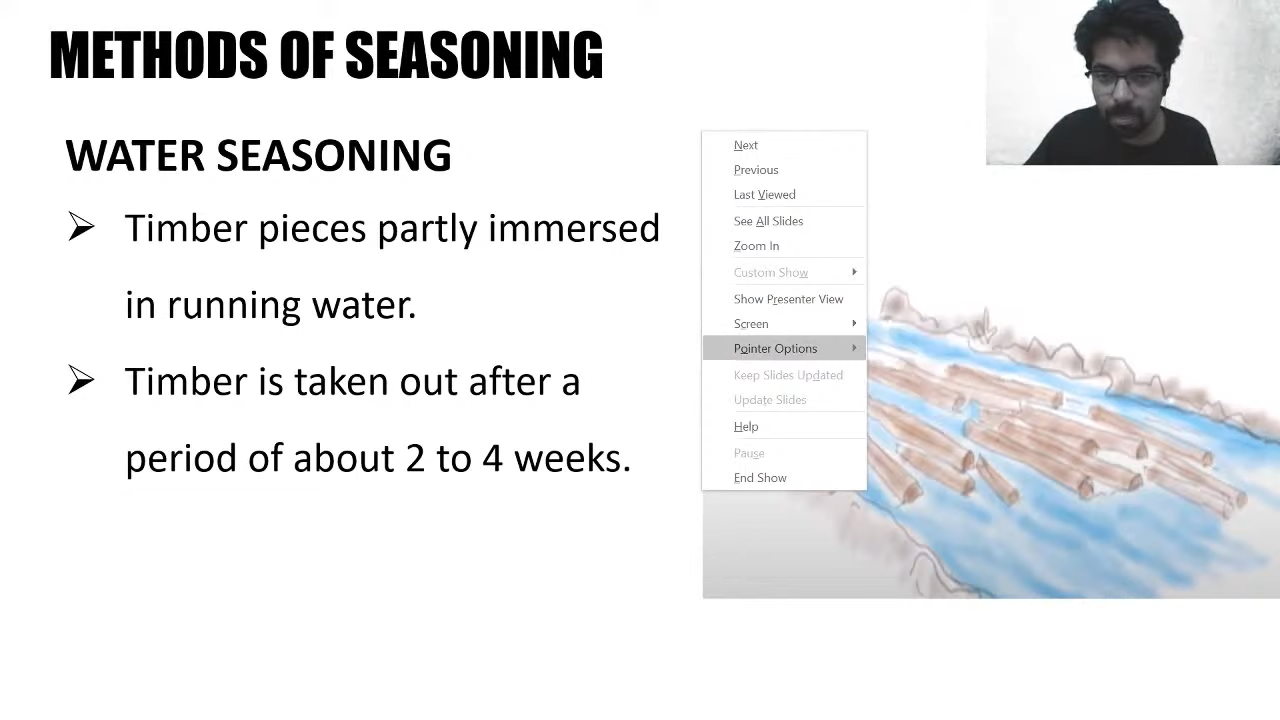 METHODS OF SEASONING
WATER SEASONING
➢ Timber pieces partly immersed
in running water.
➢ Timber is taken out after a
period of about 2 to 4 weeks.
Next
Previous
Last Viewed
See All Slides
Zoom In
Custom Show
Show Presenter View
Screen
Pointer Options
Keep Slides Updated
Update Slides
Help
Pause
End Show